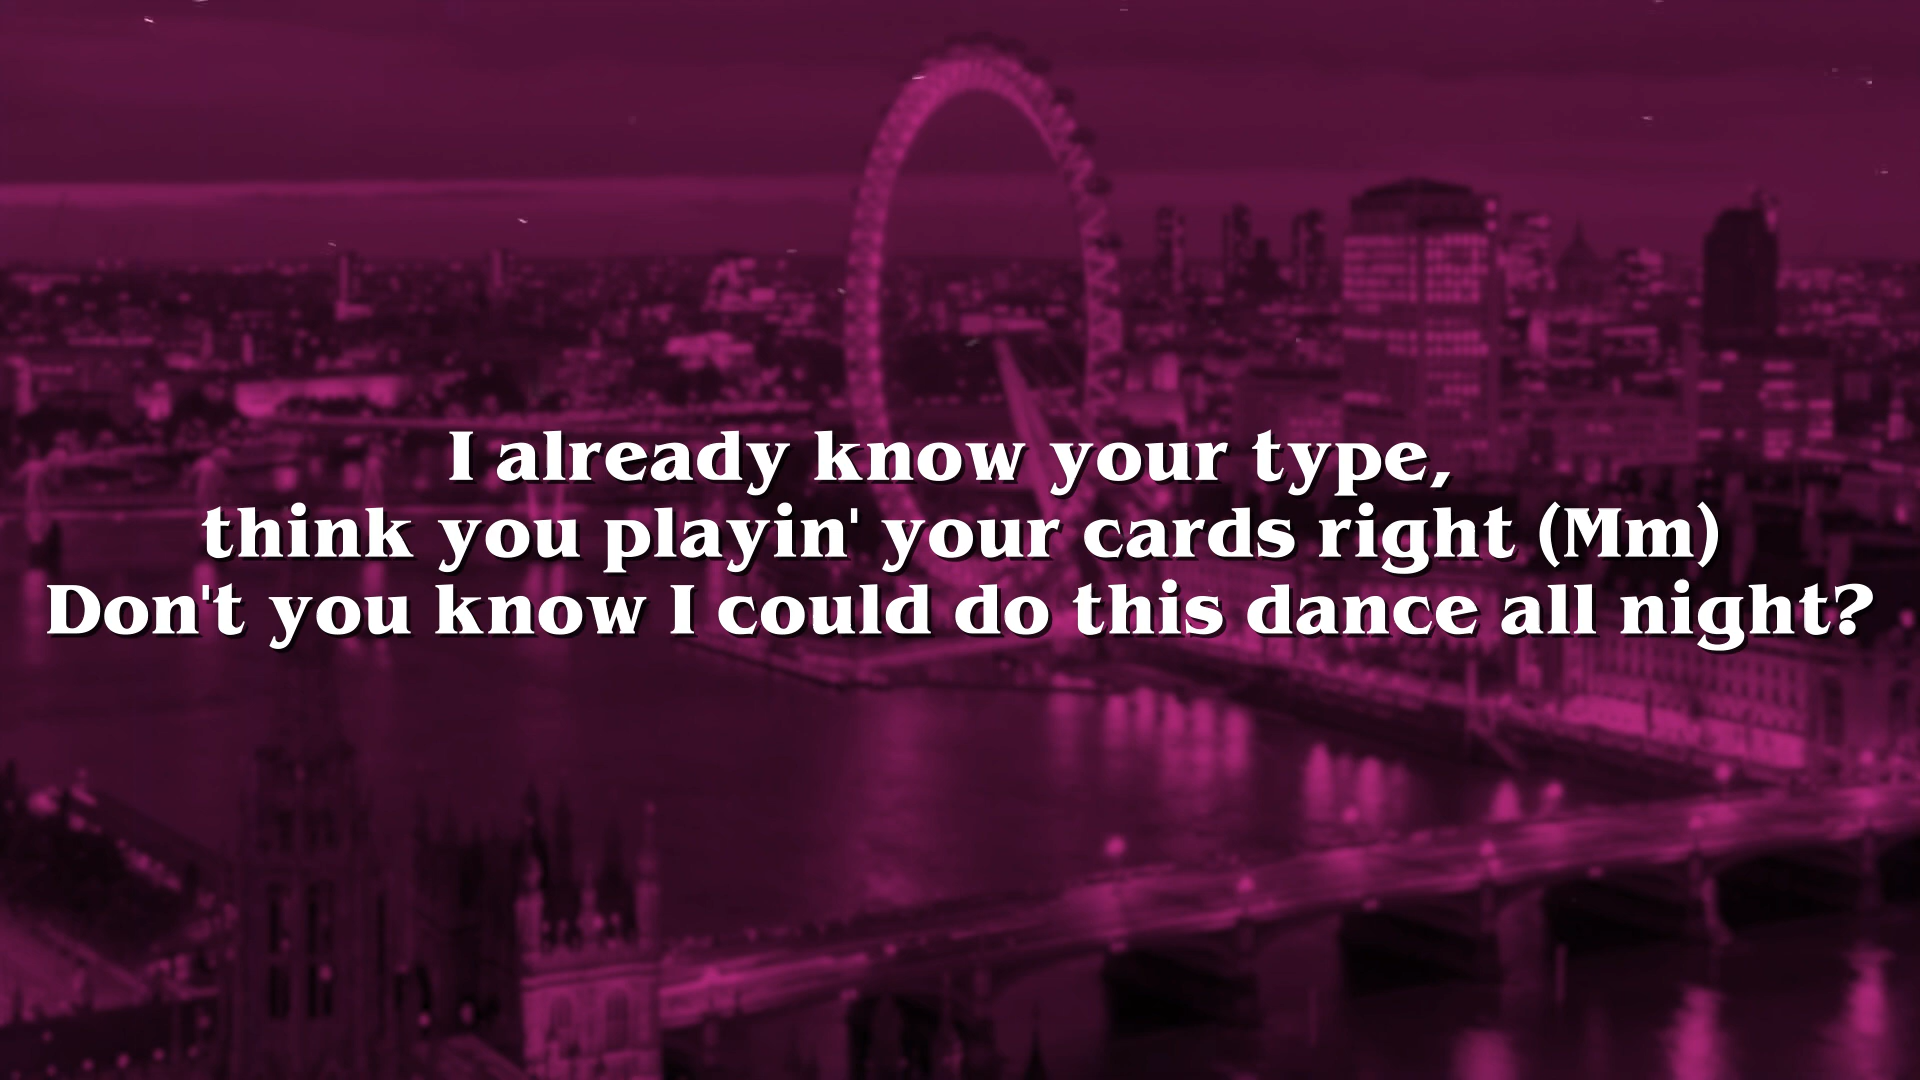 I already know your type,
think you playin' your cards right (Mm)
Don't you know I could do this dance all night?